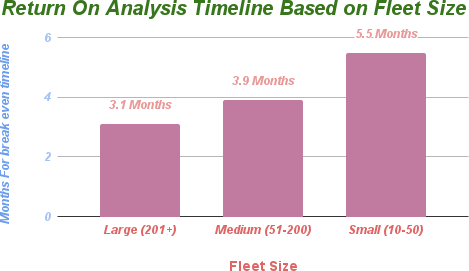 Return On Analysis Timeline Based on Fleet Size
Months For break even timeline
6
4
2
0
3.1 Months
3.9 Months
5.5 Months
Large (201+)
Medium (51-200)
Small (10-50)
Fleet Size